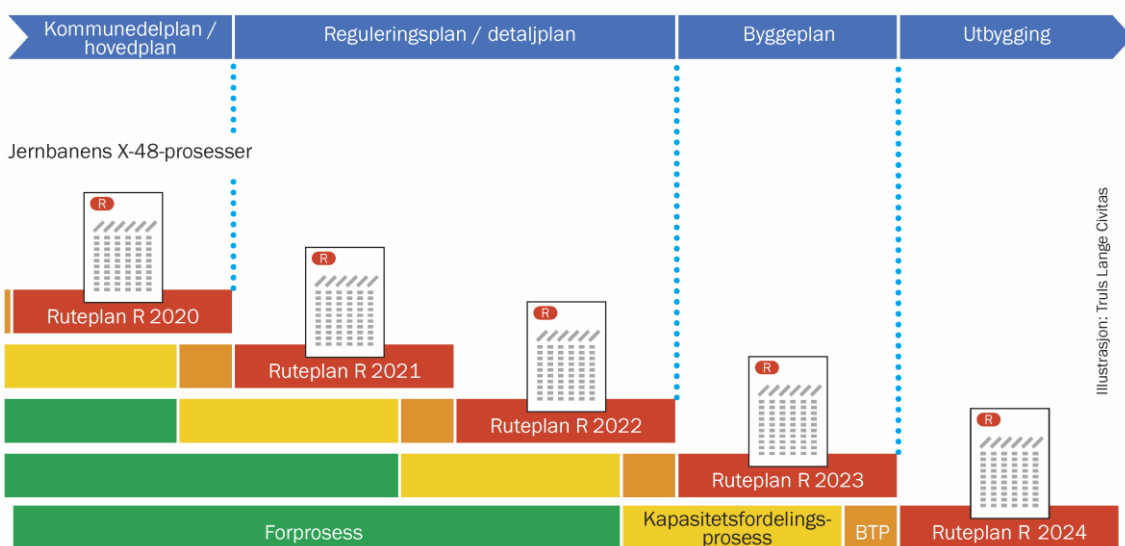 Kommunedelplan /
hovedplan
Reguleringsplan / detaljplan
Byggeplan
Utbygging
Jernbanens X-48-prosesser
R
Ruteplan R 2020
R
Ruteplan R 2021
R
Ruteplan R 2022
R
Ruteplan R 2023
R
Ruteplan R 2024
Forprosess
Kapasitetsfordelings-
prosess
BTP
Illustrasjon: Truls Lange Civitas